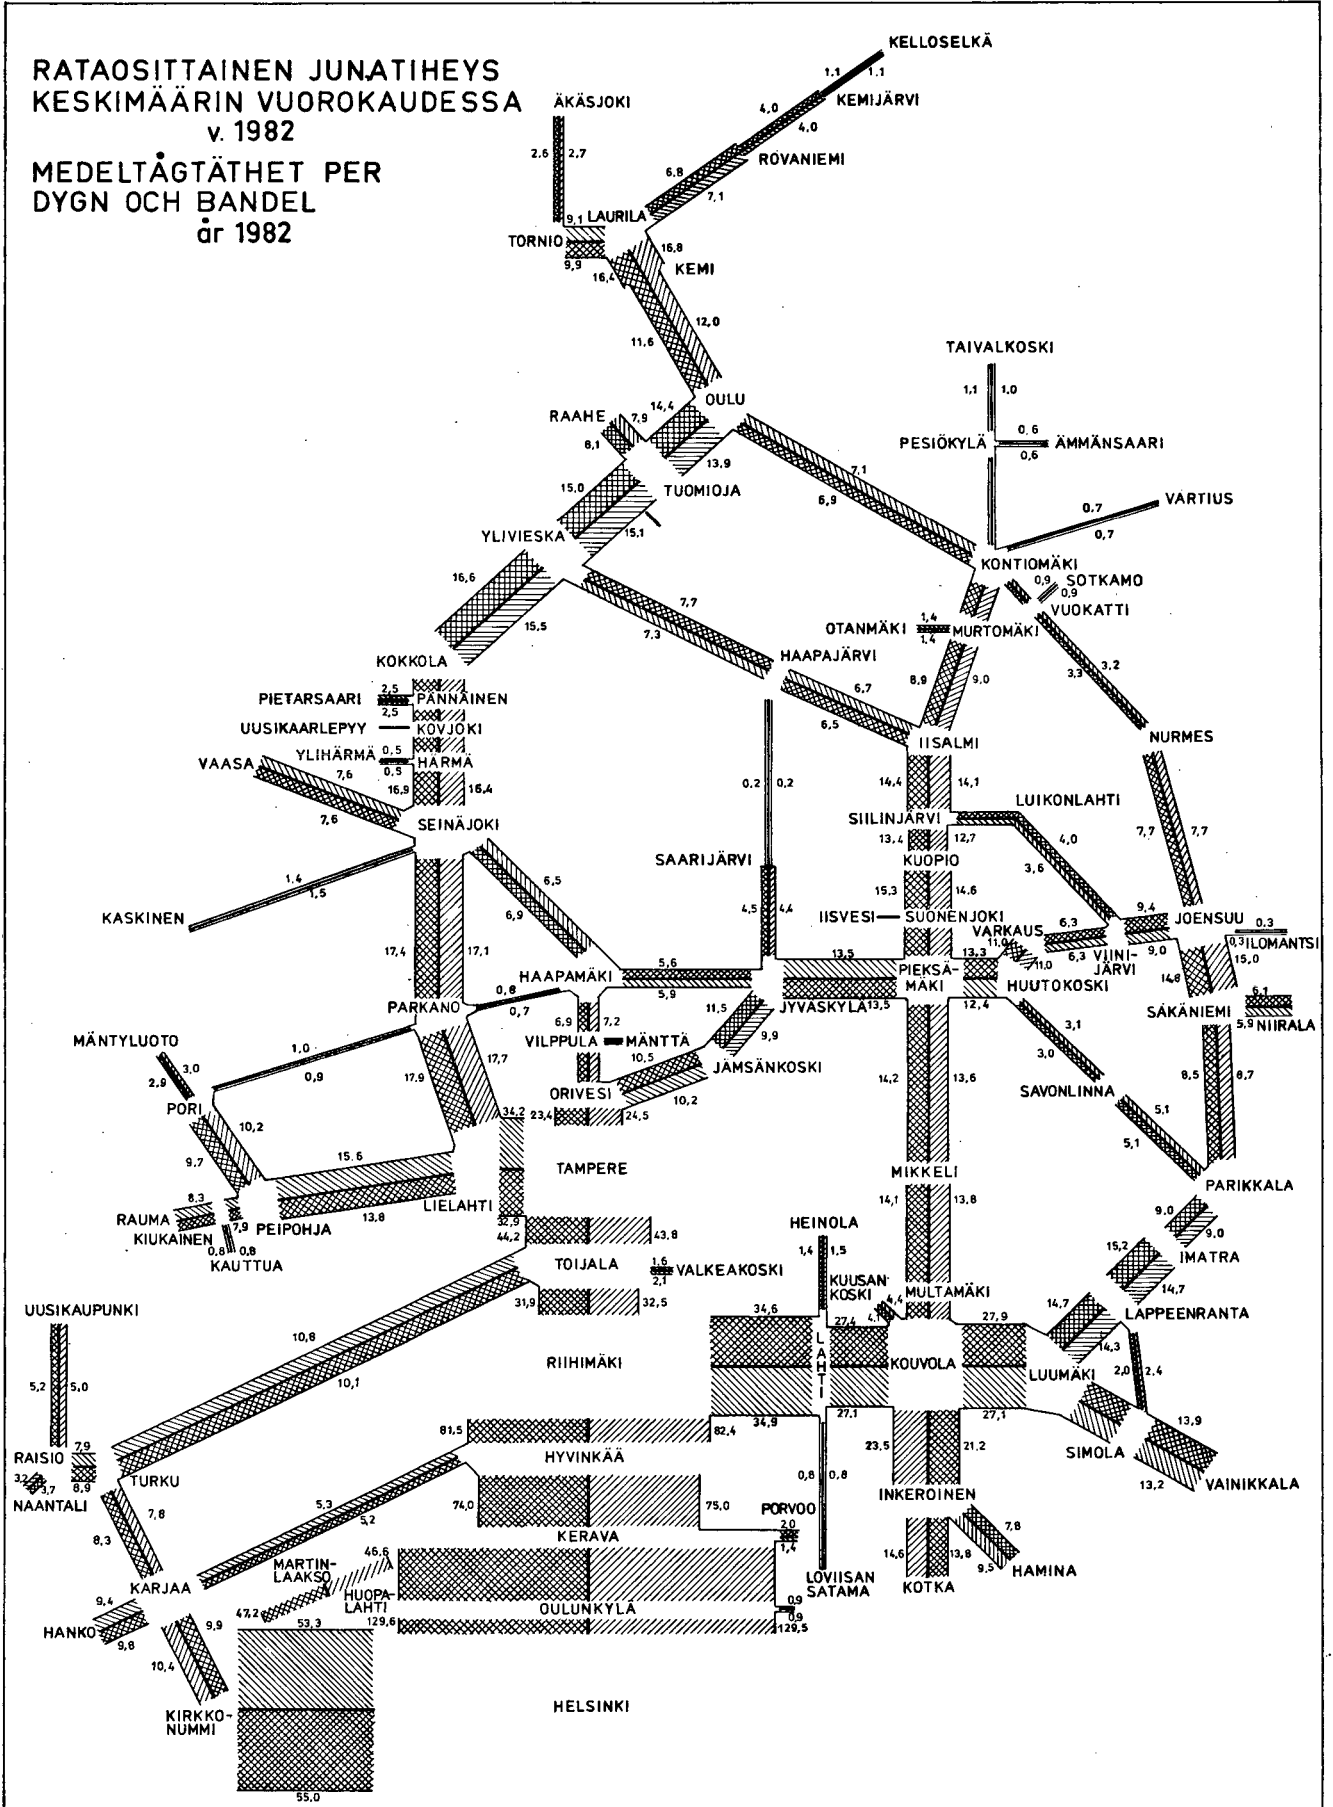 RATAOSITTAINEN JUNATIHEYS
KESKIMÄÄRIN VUOROKAUDESSA
v. 1982
MEDELTÅGTÄTHET PER
DYGN OCH BANDEL
år 1982
KELLOSELKÄ
1.1 1.1
KEMIJÄRVI
ÄKÄSJOKI
4,0
4,0
ROVANIEMI
2.6 2,7
6,8
7,1
9,1 LAURILA
TORNIO
9,9
16,8
16,4
KEMI
12,0
11,6
TAIVALKOSKI
1,1 1,0
OULU
RAAHE 7,9 14,4
8,1
13,9
PESIÖKYLÄ 0,6 ÄMMÄNSAARI
0,6
7,1
6,9
TUOMIOJA
15,0
15,1
VARTIUS
0,7
0,7
YLIVIESKA
KONTIOMÄKI
16,6
15,5
0,9 SOTKAMO
0,9
VUOKATTI
7,7
7,3
OTANMÄKI 1,4 MURTOMÄKI
1,4
HAAPAJÄRVI
KOKKOLA
3,2
3,3
8,9 9,0
6,7
6,5
PIETARSAARI 2,5 PÄNNÄINEN
2,5
UUSIKAARLEPYY KOVJOKI
IISALMI
NURMES
YLIHÄRMÄ 0,5 HÄRMÄ
0,5
VAASA
7,6
7,6
16,9 16,4
0,2 0,2
14,4 14,1
LUIKONLAHTI
SEINÄJOKI
SIILINJÄRVI
13,4 12,7
4,0
3,6
7,7 7,7
KUOPIO
SAARIJÄRVI
1,4
1,5
6,5
6,9
15,3 14,6
KASKINEN
4,5 4,4
IISVESI SUONENJOKI
9,4
JOENSUU
0,3
0,3 ILOMANTSI
VARKAUS
11,0
11,0
6,3
6,3
VIINI-
JÄRVI
9,0
15,0
14,8
17,4 17,1
13,5
13,3
HAAPAMÄKI
5,6
5,9
PIEKSÄ-
MÄKI
HUUTOKOSKI
12,4
JYVÄSKYLÄ 13,5
SÄKÄNIEMI
6,1
5,9 NIIRALA
PARKANO
0,8
0,7
11,5
9,9
6,9 7,2
MÄNTYLUOTO
VILPPULA MÄNTTÄ
3,1
3,0
1,0
0,9
17,7
17,9
10,5
10,2
JÄMSÄNKOSKI
3,0
2,9
14,2 13,6
8,5 8,7
SAVONLINNA
PORI
ORIVESI
10,2
9,7
34,2 23,4 24,5
5,1
5,1
15,6
13,8
TAMPERE
MIKKELI
14,1 13,8
PARIKKALA
8,3
RAUMA
7,9
KIUKAINEN
PEIPOHJA
LIELAHTI
32,9
44,2 43,8
0,8 0,8
KAUTTUA
HEINOLA
1,4 1,5
9,0
9,0
IMATRA
TOIJALA
1,6
2,1
VALKEAKOSKI
15,2
14,7
KUUSAN-
KOSKI
4,4
4,1
MULTAMÄKI
31,9 32,5
UUSIKAUPUNKI
34,6
27,4
27,9
14,7
14,3
LAPPEENRANTA
10,8
10,1
RIIHIMÄKI
LAHTI
KOUVOLA
LUUMÄKI
2,0 2,4
5,2 5,0
34,9
27,1
27,1
13,9
13,2
SIMOLA
VAINIKKALA
81,5 82,4
HYVINKÄÄ
23,5 21,2
7,9
RAISIO
3,2
3,7
8,9
NAANTALI
TURKU
0,8 0,8
74,0 75,0
INKEROINEN
7,8
8,3
5,3
5,2
PORVOO
2,0
1,4
KERAVA
7,8
9,5
HAMINA
14,6 13,8
KOTKA
KARJAA
MARTIN-
LAAKSO
46,6
47,2
HUOPA-
LAHTI
LOVIISAN
SATAMA
9,4
HANKO
9,8
OULUNKYLÄ
0,9
0,9
129,6 129,5
9,9
10,4
53,3
KIRKKO-
NUMMI
HELSINKI
55,0